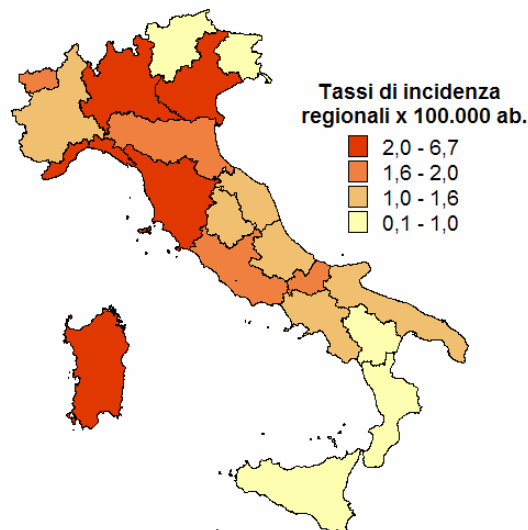 Tassi di incidenza
regionali x 100.000 ab.
2,0 - 6,7
1,6 - 2,0
1,0 - 1,6
0,1 - 1,0